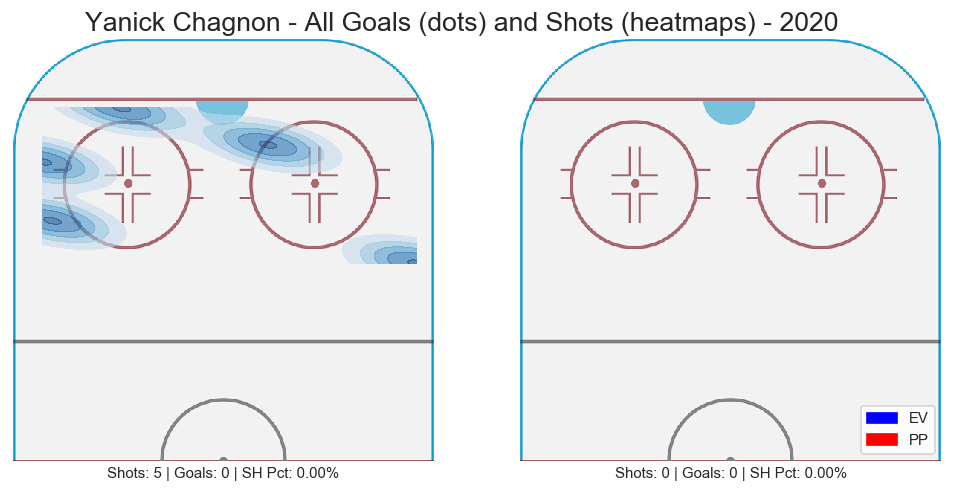 Yanick Chagnon - All Goals (dots) and Shots (heatmaps) - 2020
EV
PP
Shots: 5 | Goals: 0 | SH Pct: 0.00%
Shots: 0 | Goals: 0 | SH Pct: 0.00%